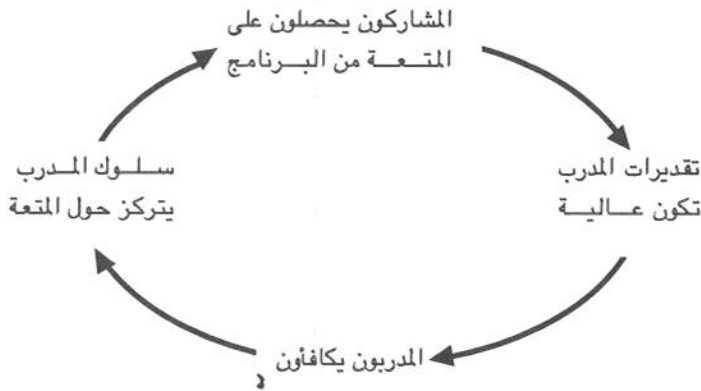 المشاركون يحصلون على
المتعة من البرنامج
تقديرات المدرب
تكون عالية
المدربون يكافأون
سلوك المدرب
يتركز حول المتعة